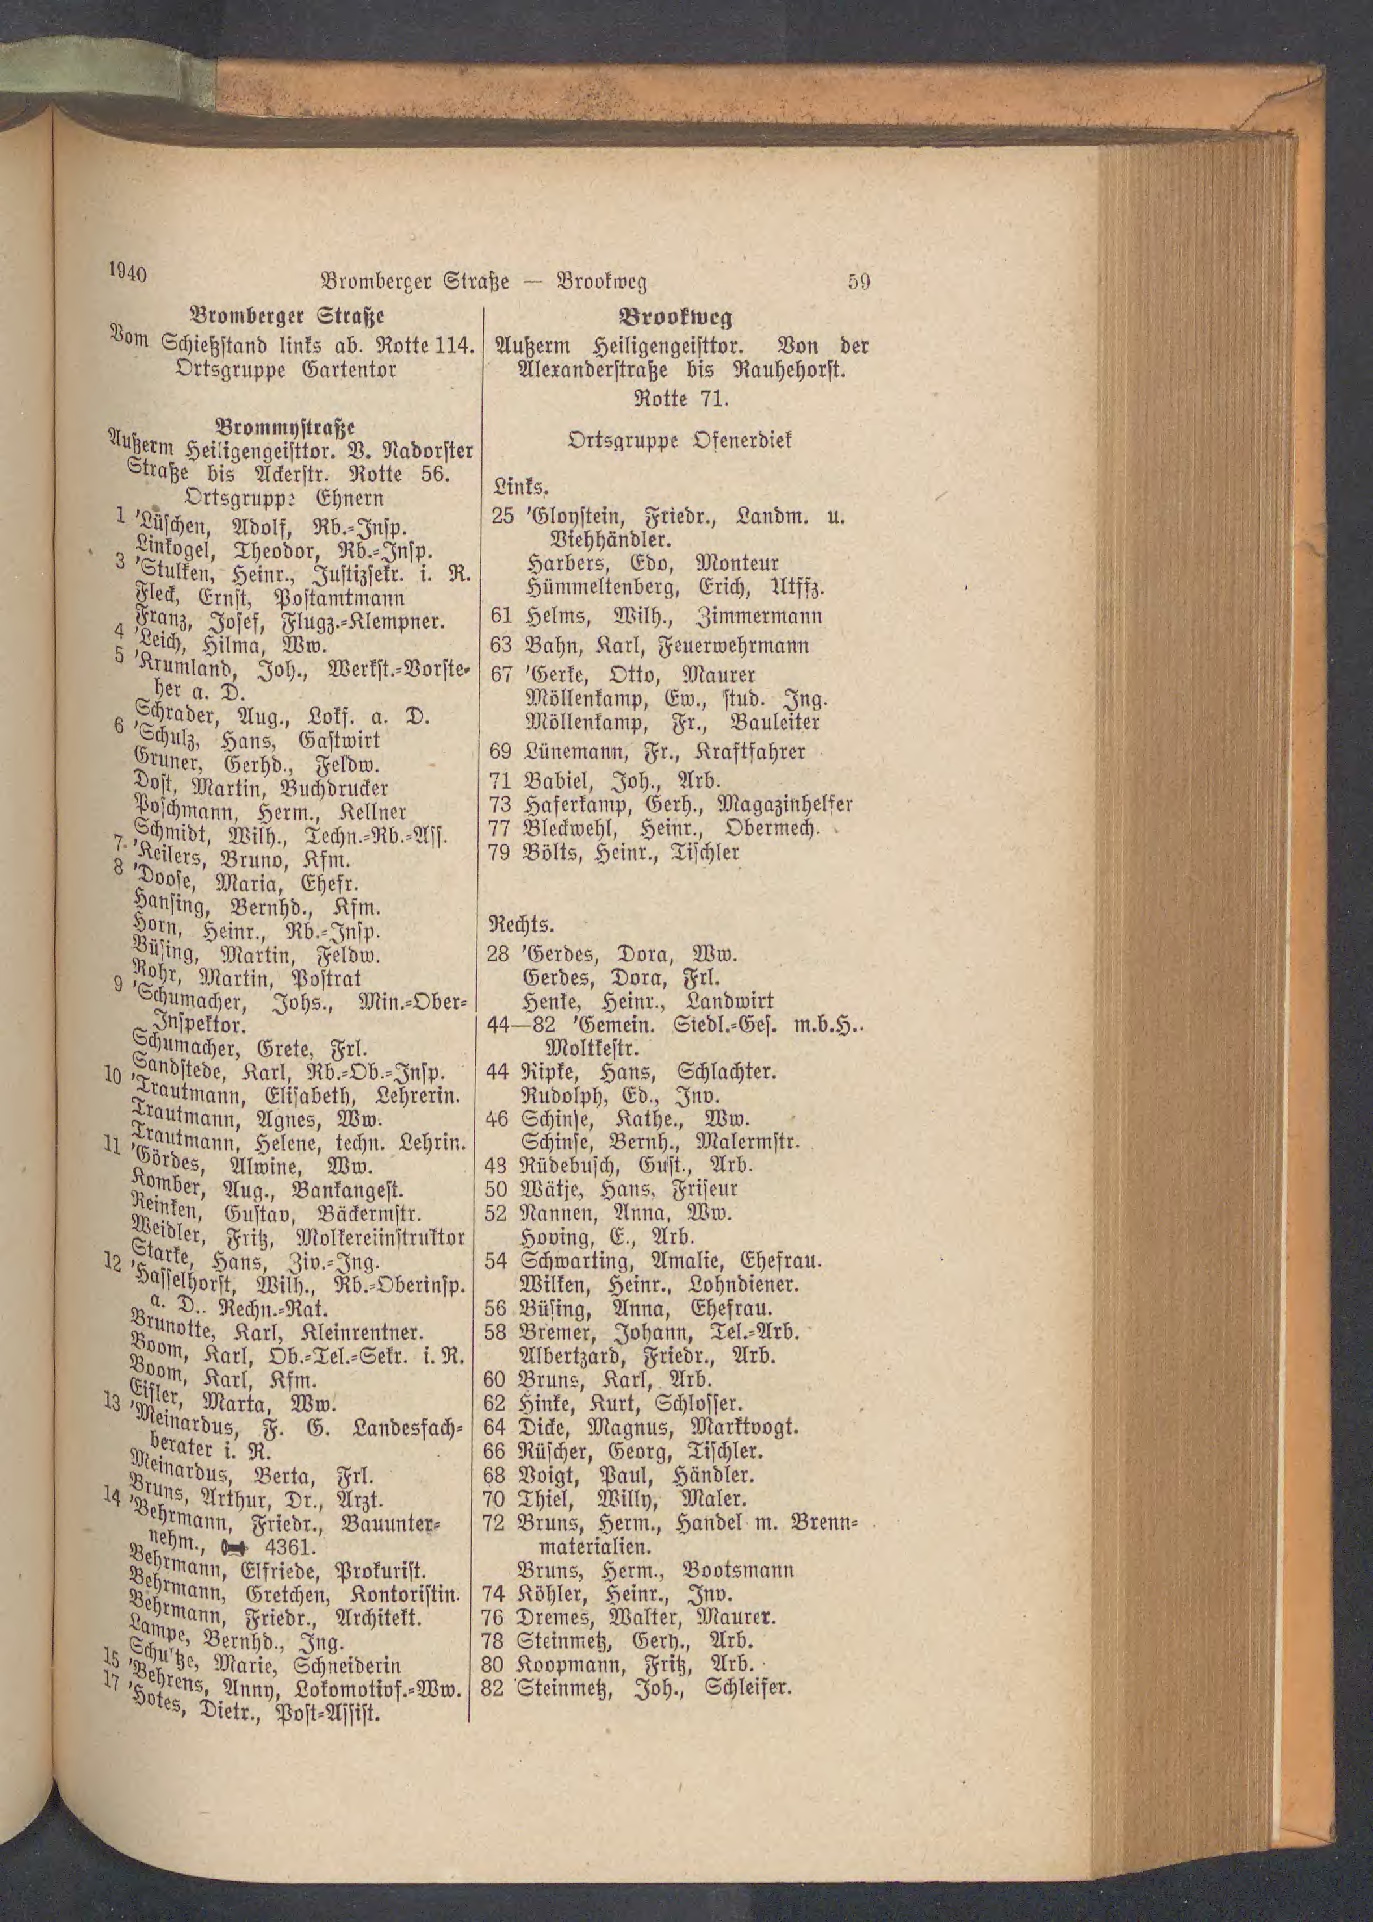 1940
Bromberger Straße — Brookweg
59
Bromberger Straße
Vom Schießstand links ab. Rotte 114.
Ortsgruppe Gartentor
Brommystraße
Außerm Heiligengeisttor. V. Nadorster
Straße bis Ackerstr. Rotte 56.
Ortsgruppe Ehnern
1 'Lüschen, Adolf, Rb.-Insp.
Linkogel, Theodor, Rb.-Insp.
3 'Stulken, Heinr., Justizsekr. i. R.
Fleck, Ernst, Postamtmann
Franz, Josef, Flugz.-Klempner.
4 'Leich, Hilma, Ww.
5 'Krumland, Joh., Werkst.-Vorste-
her a. D.
Schrader, Aug., Lokf. a. D.
6 'Schulz, Hans, Gastwirt
Gruner, Gerhd., Feldw.
Dost, Martin, Buchdrucker
Poschmann, Herm., Kellner
Schmidt, Wilh., Techn.-Rb.-Ass.
7 'Keilers, Bruno, Kfm.
8 'Doose, Maria, Ehefr.
Hansing, Bernhd., Kfm.
Horn, Heinr., Rb.-Insp.
Büsing, Martin, Feldw.
Rohr, Martin, Postrat
9 'Schumacher, Johs., Min.-Ober-
Inspektor.
Schumacher, Grete, Frl.
Sandstede, Karl, Rb.-Ob.-Insp.
10 'Trautmann, Elisabeth, Lehrerin.
Trautmann, Agnes, Ww.
Trautmann, Helene, techn. Lehrin.
11 'Gördes, Alwine, Ww.
Komber, Aug., Bankangest.
Reinken, Gustav, Bäckermstr.
Weidler, Fritz, Molkereiinstruktor
Starke, Hans, Ziv.-Ing.
12 'Hasselhorst, Wilh., Rb.-Oberinsp.
a. D.. Rechn.-Rat.
Brunotte, Karl, Kleinrentner.
Boom, Karl, Ob.-Tel.-Sekr. i. R.
Boom, Karl, Kfm.
Eisler, Marta, Ww.
13 'Meinardus, F. G. Landesfach-
berater i. R.
Meinardus, Berta, Frl.
Bruns, Arthur, Dr., Arzt.
14 'Behrmann, Friedr., Bauunter-
nehm., 4361.
Behrmann, Elfriede, Prokurist.
Behrmann, Gretchen, Kontoristin.
Behrmann, Friedr., Architekt.
Lampe, Bernhd., Ing.
Schultze, Marie, Schneiderin
15 'Behrens, Anny, Lokomotivf.-Ww.
17 'Hotes, Dietr., Post-Assist.
Brookweg
Außerm Heiligengeisttor. Von der
Alexanderstraße bis Rauhehorst.
Rotte 71.
Ortsgruppe Ofenerdiek
Links.
25 'Gloystein, Friedr., Landm. u.
Viehhändler.
Harbers, Edo, Monteur
Hümmeltenberg, Erich, Utffz.
61 Helms, Wilh., Zimmermann
63 Bahn, Karl, Feuerwehrmann
67 'Gerke, Otto, Maurer
Möllenkamp, Ew., stud. Ing.
Möllenkamp, Fr., Bauleiter
69 Lünemann, Fr., Kraftfahrer
71 Babiel, Joh., Arb.
73 Haferkamp, Gerh., Magazinhelfer
77 Bleckwehl, Heinr., Obermech.
79 Bölts, Heinr., Tischler
Rechts.
28 'Gerdes, Dora, Ww.
Gerdes, Dora, Frl.
Henke, Heinr., Landwirt
44—82 'Gemein. Siedl.-Ges. m.b.H..
Moltkestr.
44 Ripke, Hans, Schlachter.
Rudolph, Ed., Inv.
46 Schinse, Kathe., Ww.
Schinse, Bernh., Malermstr.
48 Rüdebusch, Gust., Arb.
50 Wätje, Hans, Friseur
52 Nannen, Anna, Ww.
Hoving, E., Arb.
54 Schwarting, Amalie, Ehefrau.
Wilken, Heinr., Lohndiener.
56 Büsing, Anna, Ehefrau.
58 Bremer, Johann, Tel.-Arb.
Albertzard, Friedr., Arb.
60 Bruns, Karl, Arb.
62 Hinke, Kurt, Schlosser.
64 Dicke, Magnus, Marktvogt.
66 Rüscher, Georg, Tischler.
68 Voigt, Paul, Händler.
70 Thiel, Willy, Maler.
72 Bruns, Herm., Handel m. Brenn-
materialien.
Bruns, Herm., Bootsmann
74 Köhler, Heinr., Inv.
76 Dremes, Walter, Maurer.
78 Steinmetz, Gerh., Arb.
80 Koopmann, Fritz, Arb.
82 Steinmetz, Joh., Schleifer.